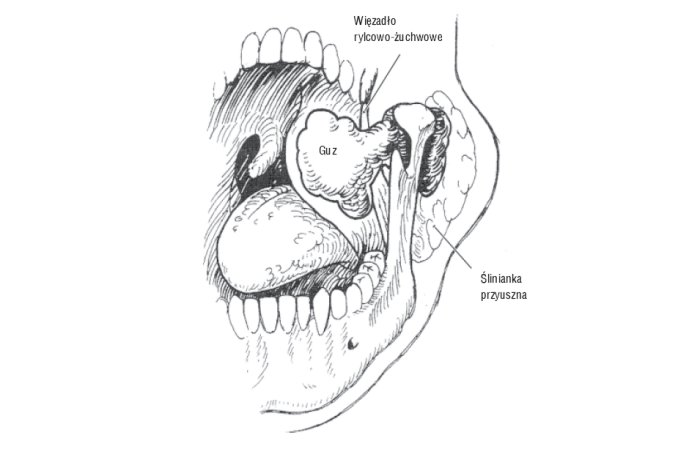 Więzadło
rylcowo-żuchwowe
Guz
Ślinianka
przyuszna